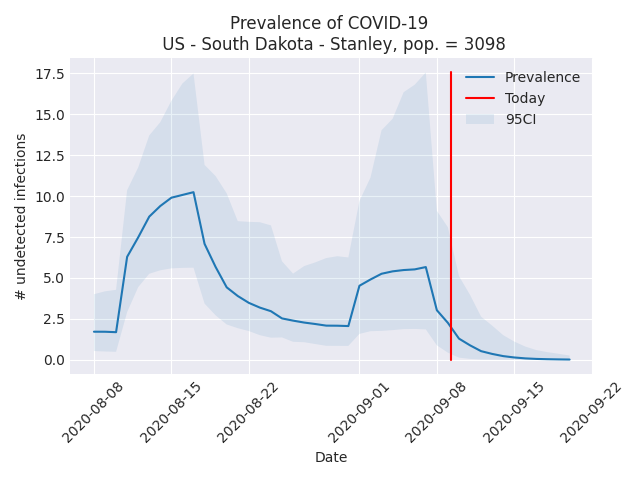 Prevalence of COVID-19
US - South Dakota - Stanley, pop. = 3098
Prevalence
Today
95CI
# undetected infections
17.5
15.0
12.5
10.0
7.5
5.0
2.5
0.0
2020-08-08
2020-08-15
2020-08-22
2020-09-01
2020-09-08
2020-09-15
2020-09-22
Date